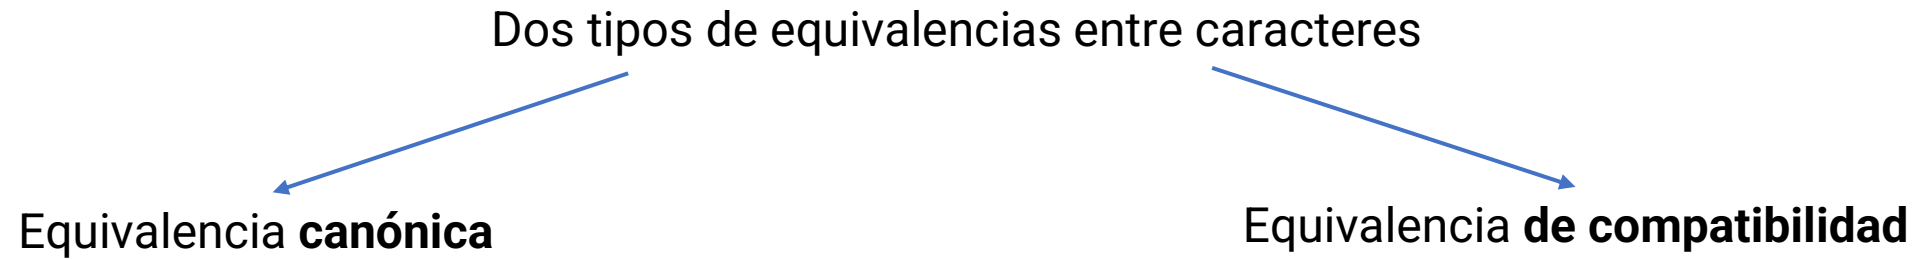 Dos tipos de equivalencias entre caracteres
Equivalencia canónica
Equivalencia de compatibilidad